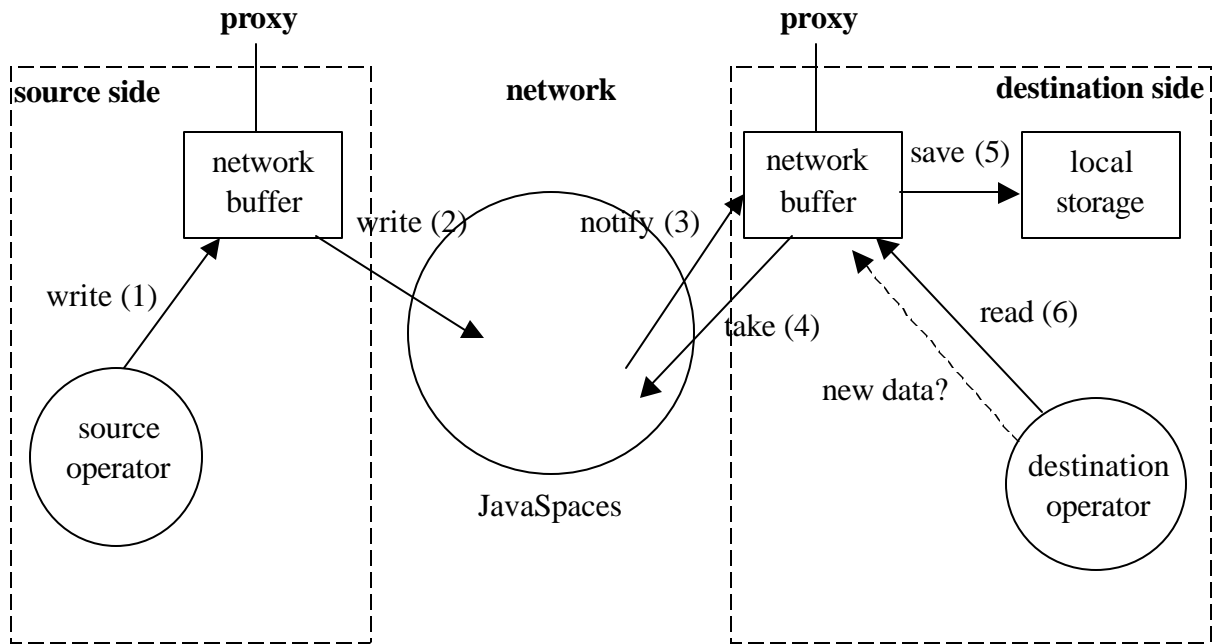 proxy
proxy
source side
network
destination side
network
buffer
network
buffer
save (5)
local
storage
write (2)
notify (3)
write (1)
take (4)
read (6)
new data?
source
operator
destination
operator
JavaSpaces